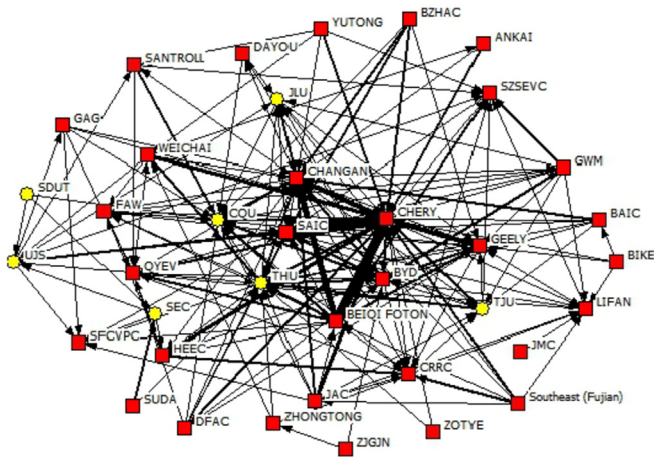 YUTONG
BZHAC
DAYOU
ANKAI
SANTROLL
JLU
SZSEVC
GAG
WEICHAI
CHANGAN
GWM
SDUT
FAW
COU
SAIC
CHERY
BAIC
GEELY
UJS
OYEV
THU
BYD
BIKE
SEC
TJU
LIFAN
BEIQI FOTON
SFCVPC
HEEC
JMC
CRRC
SUDA
JAC
Southeast (Fujian)
DFAC
ZHONGTONG
ZOTYE
ZJGJN